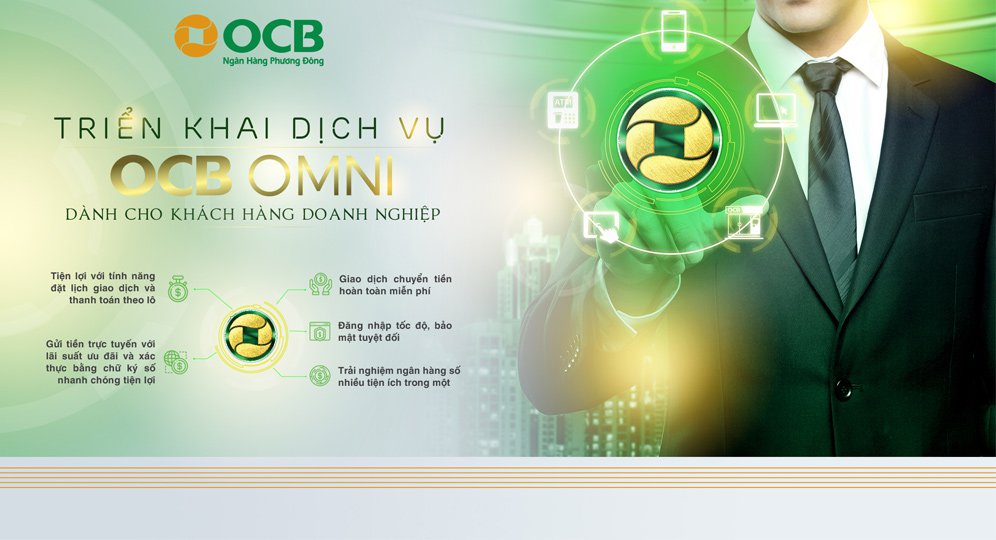 OCB
Ngân Hàng Phương Đông
TRIỂN KHAI DỊCH VỤ
OCB OMNI
DÀNH CHO KHÁCH HÀNG DOANH NGHIỆP
Tiện lợi với tính năng
đặt lịch giao dịch và
thanh toán theo lô
Gửi tiền trực tuyến với
lãi suất ưu đãi và xác
thực bằng chữ ký số
nhanh chóng tiện lợi
Giao dịch chuyển tiền
hoàn toàn miễn phí
Đăng nhập tốc độ, bảo
mật tuyệt đối
Trải nghiệm ngân hàng số
nhiều tiện ích trong một
ATM
OCB